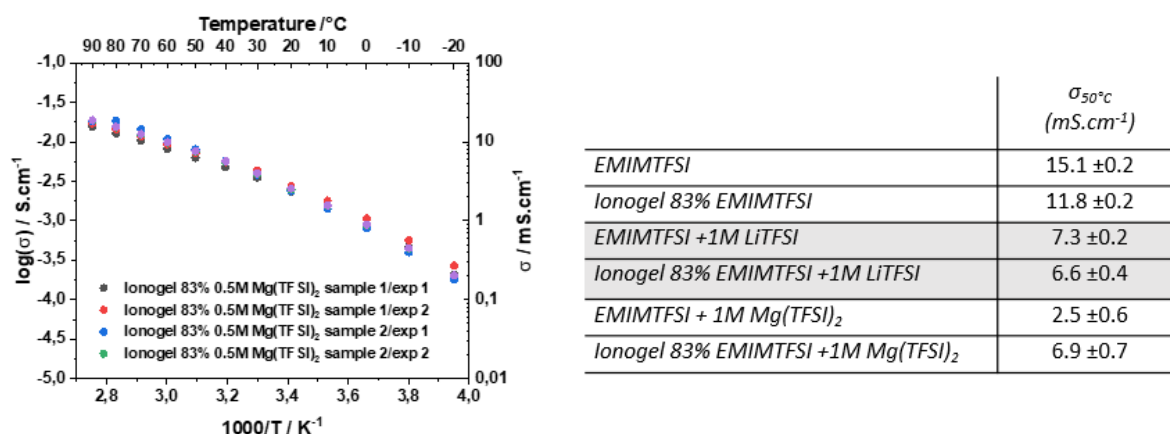 Temperature /°C
90 80 70 60 50 40 30 20 10 0 -10 -20
-1,0
-1,5
-2,0
-2,5
-3,0
-3,5
-4,0
-4,5
-5,0
log(σ) / S.cm-1
100
10
1
0,1
0,01
σ / mS.cm-1
Ionogel 83% 0.5M Mg(TFSI)2 sample 1/exp 1
Ionogel 83% 0.5M Mg(TFSI)2 sample 1/exp 2
Ionogel 83% 0.5M Mg(TFSI)2 sample 2/exp 1
Ionogel 83% 0.5M Mg(TFSI)2 sample 2/exp 2
2,8 3,0 3,2 3,4 3,6 3,8 4,0
1000/T / K-1
σ50°C
(mS.cm-1)
EMIMTFSI 15.1 ±0.2
Ionogel 83% EMIMTFSI 11.8 ±0.2
EMIMTFSI +1M LiTFSI 7.3 ±0.2
Ionogel 83% EMIMTFSI +1M LiTFSI 6.6 ±0.4
EMIMTFSI + 1M Mg(TFSI)2 2.5 ±0.6
Ionogel 83% EMIMTFSI +1M Mg(TFSI)2 6.9 ±0.7